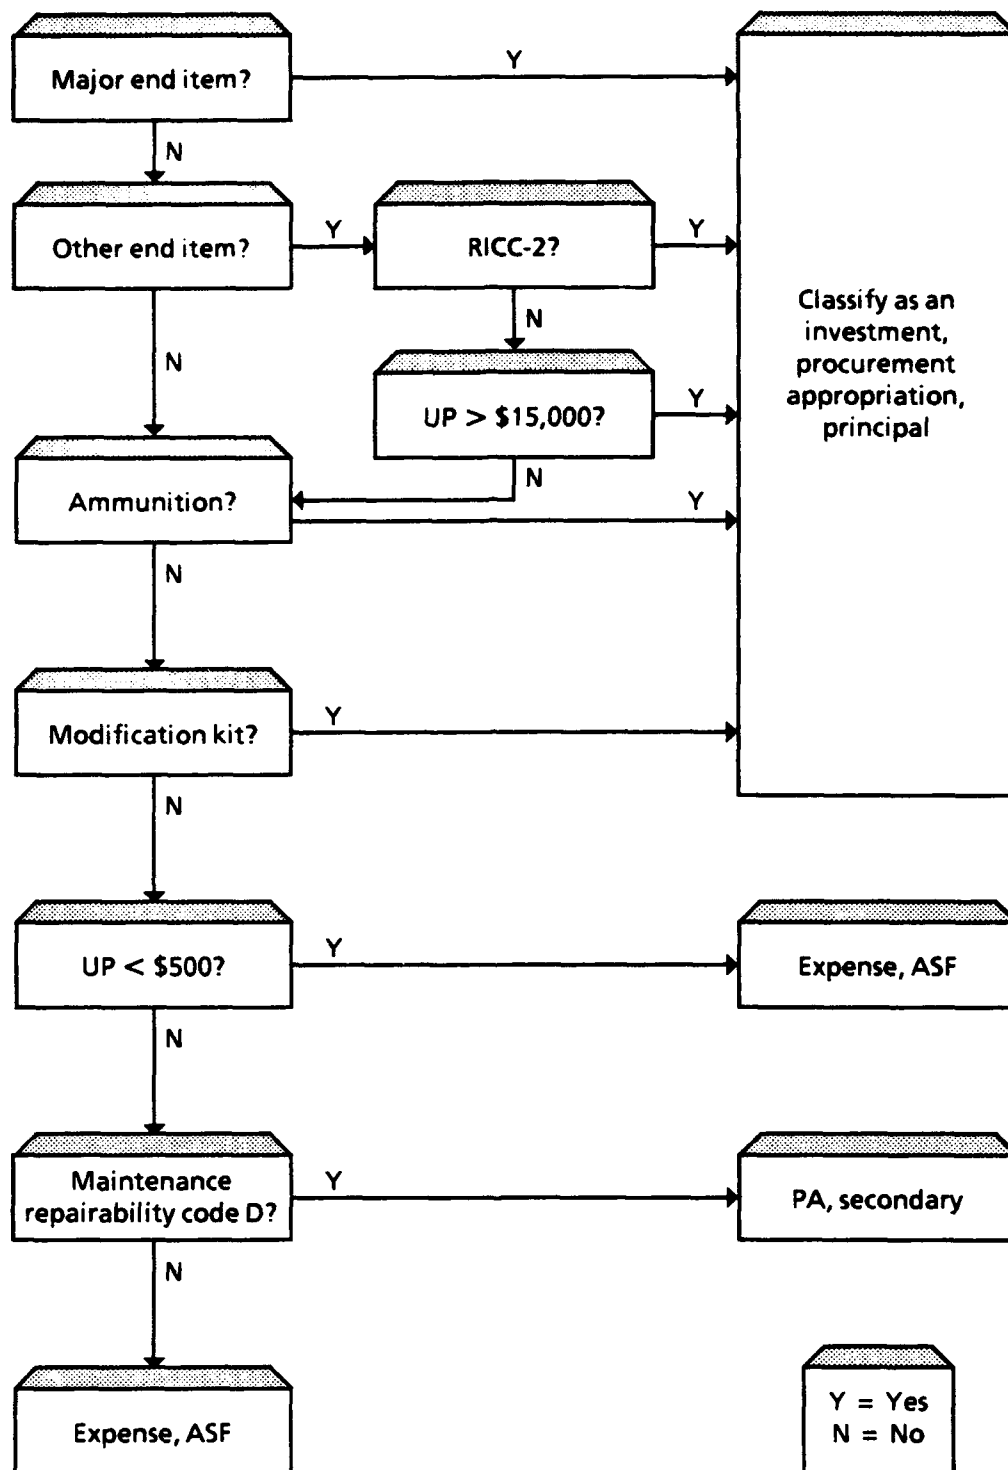 Major end item?
Y
N
Other end item?
Y
RICC-2?
Y
N
N
UP > $15,000?
Y
N
Ammunition?
Y
N
Classify as an
investment,
procurement
appropriation,
principal
Modification kit?
Y
N
UP < $500?
Y
Expense, ASF
N
Maintenance
repairability code D?
Y
PA, secondary
N
Expense, ASF
Y = Yes
N = No